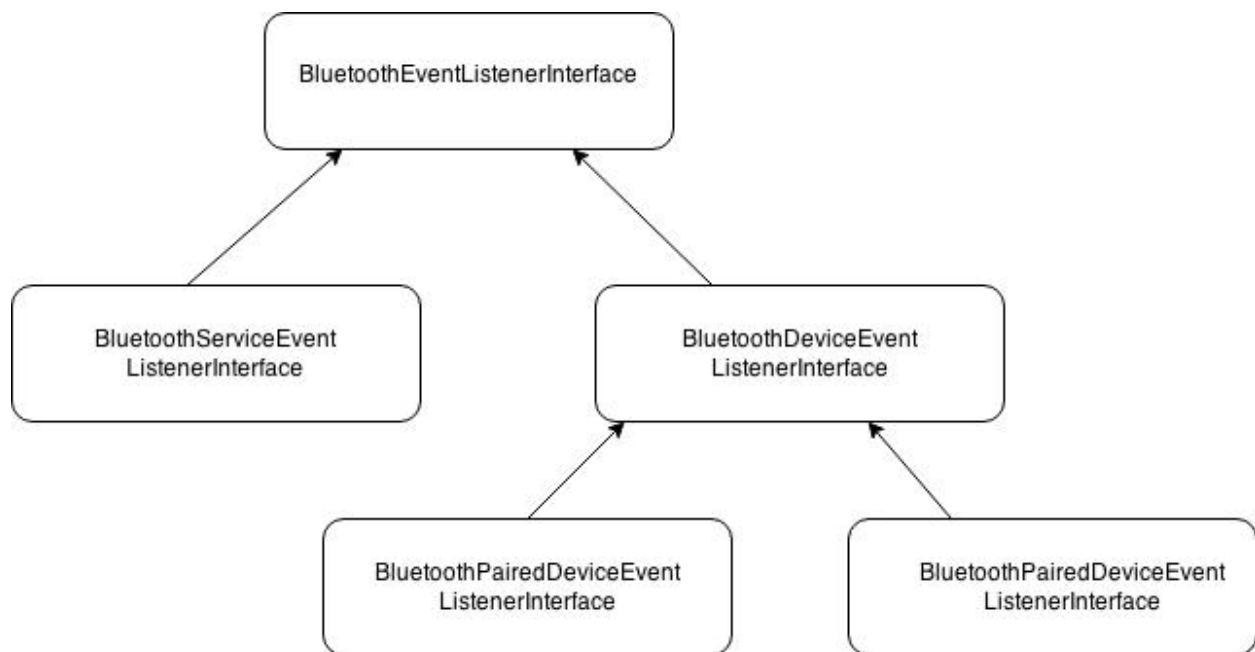 BluetoothEventListenerInterface
BluetoothServiceEvent
ListenerInterface
BluetoothDeviceEvent
ListenerInterface
BluetoothPairedDeviceEvent
ListenerInterface
BluetoothPairedDeviceEvent
ListenerInterface